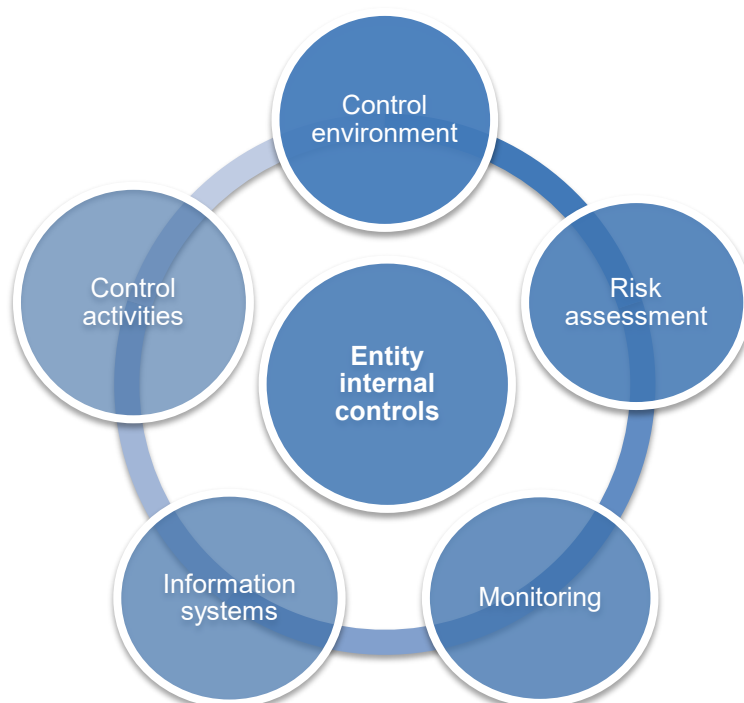 Control
environment
Risk
assessment
Monitoring
Information
systems
Control
activities
Entity
internal
controls